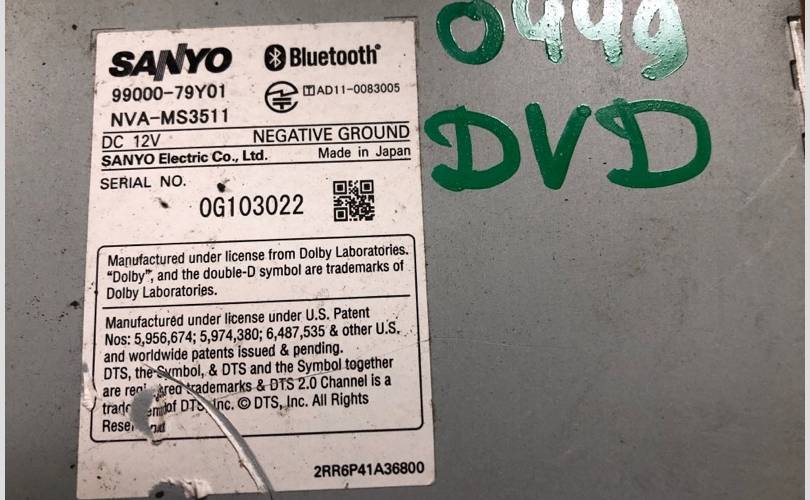 0449
DVD
SANYO Bluetooth®
99000-79Y01 T AD11-0083005
NVA-MS3511
DC 12V NEGATIVE GROUND
SANYO Electric Co., Ltd. Made in Japan
SERIAL NO.
0G103022
Manufactured under license from Dolby Laboratories.
"Dolby", and the double-D symbol are trademarks of
Dolby Laboratories.
Manufactured under license under U.S. Patent
Nos: 5,956,674; 5,974,380; 6,487,535 & other U.S.
and worldwide patents issued & pending.
DTS, the Symbol, & DTS and the Symbol together
are registered trademarks & DTS 2.0 Channel is a
of DTS, Inc. © DTS, Inc. All Rights
2RR6P41A36800